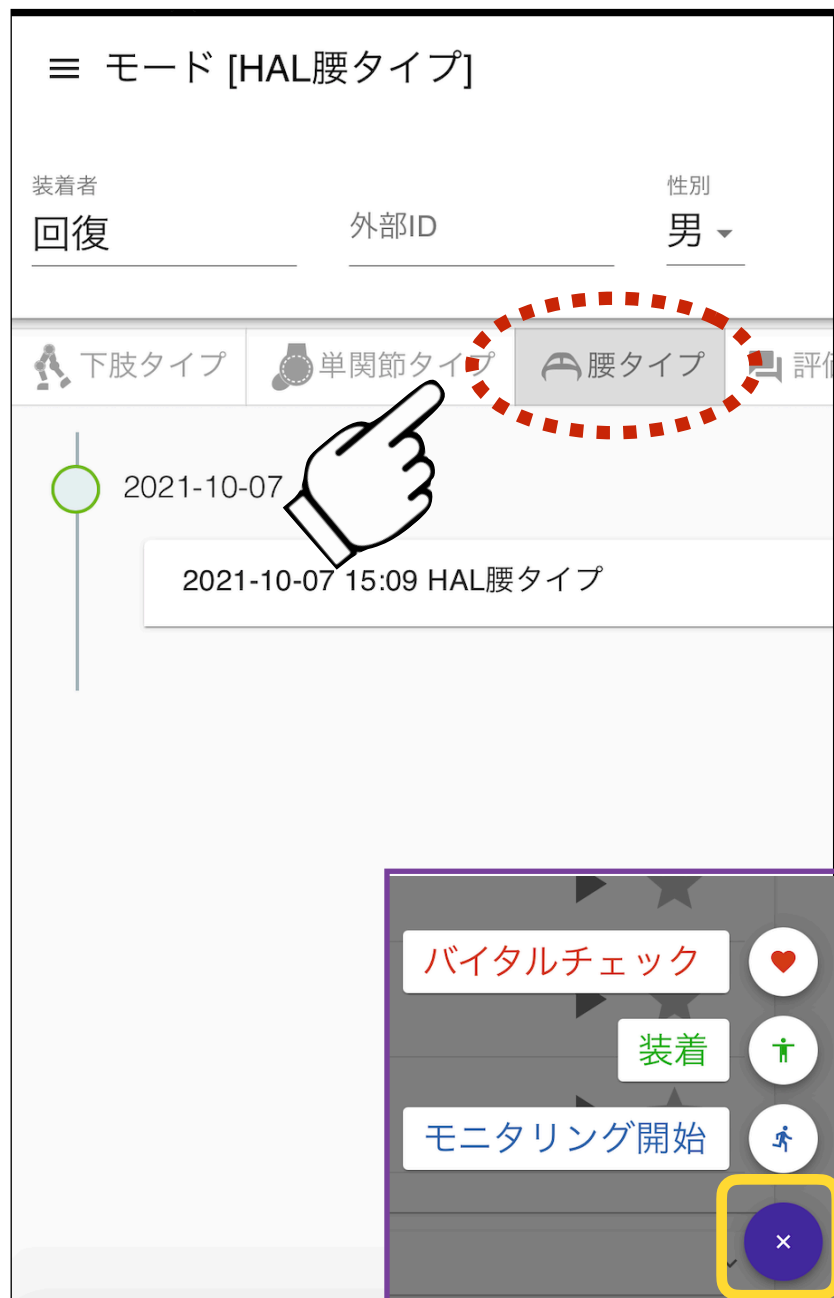 モード [HAL腰タイプ]
装着者
回復
外部ID
性別
男
下肢タイプ
単関節タイプ
腰タイプ
評価
2021-10-07
2021-10-07 15:09 HAL腰タイプ
バイタルチェック
装着
モニタリング開始